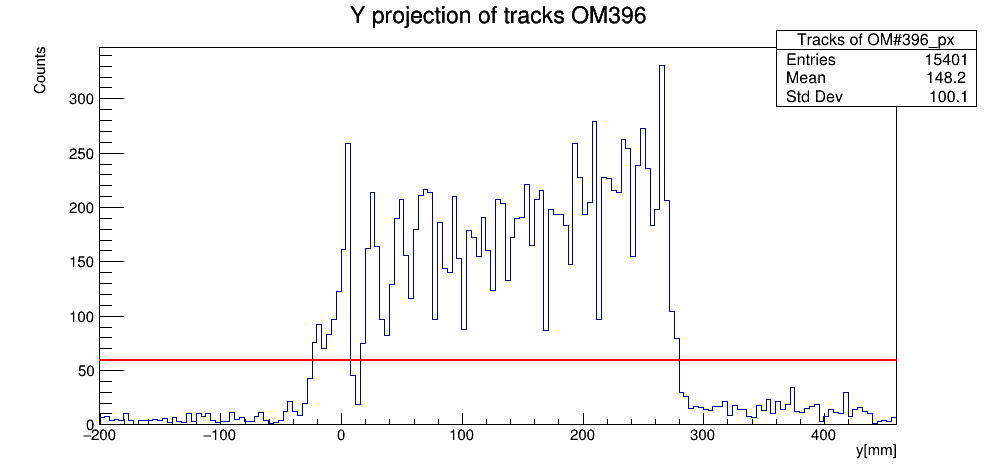 Y projection of tracks OM396
Counts
Tracks of OM#396_px
Entries 15401
Mean 148.2
Std Dev 100.1
300
250
200
150
100
50
0
−200 −100 0 100 200 300 400
y[mm]